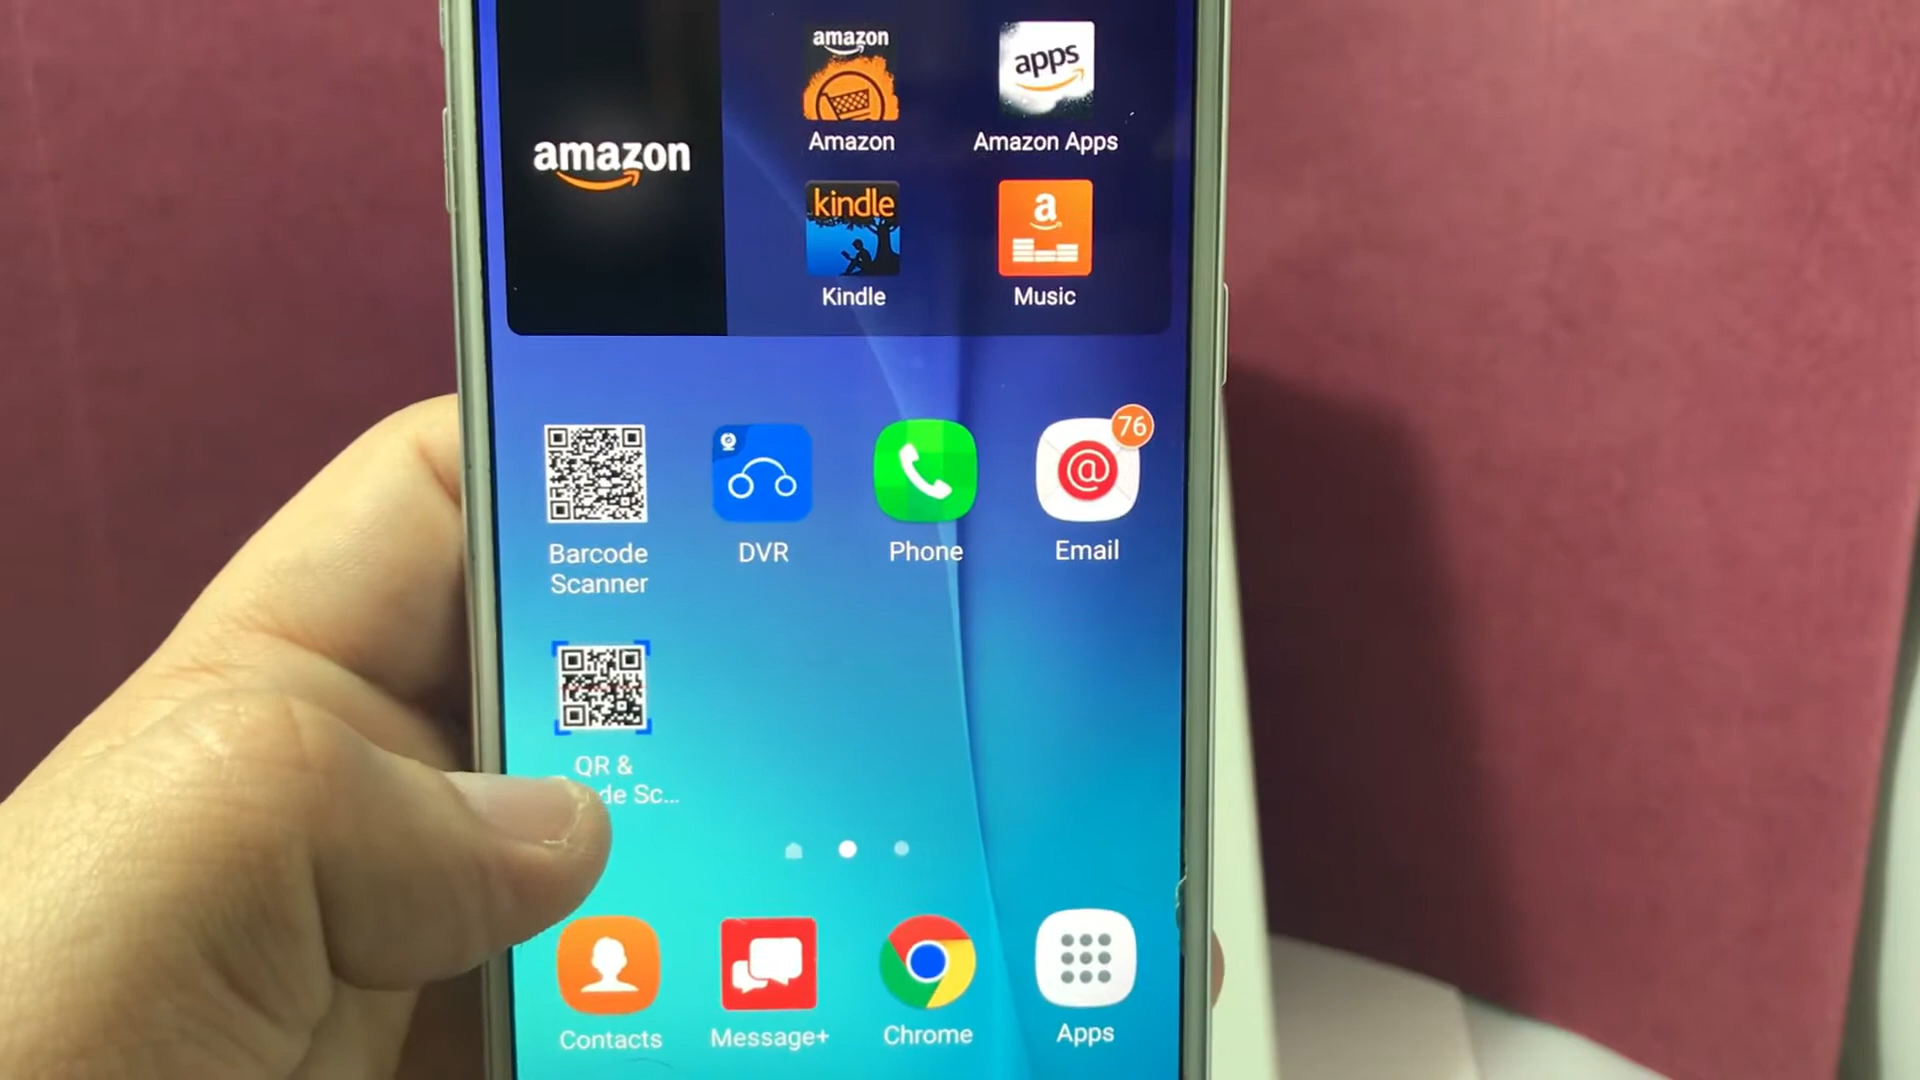 amazon
amazon
Amazon
apps
Amazon Apps
kindle
Kindle
a
Music
Barcode
Scanner
DVR
Phone
76
@
Email
QR &
de Sc...
Contacts
Message+
Chrome
Apps